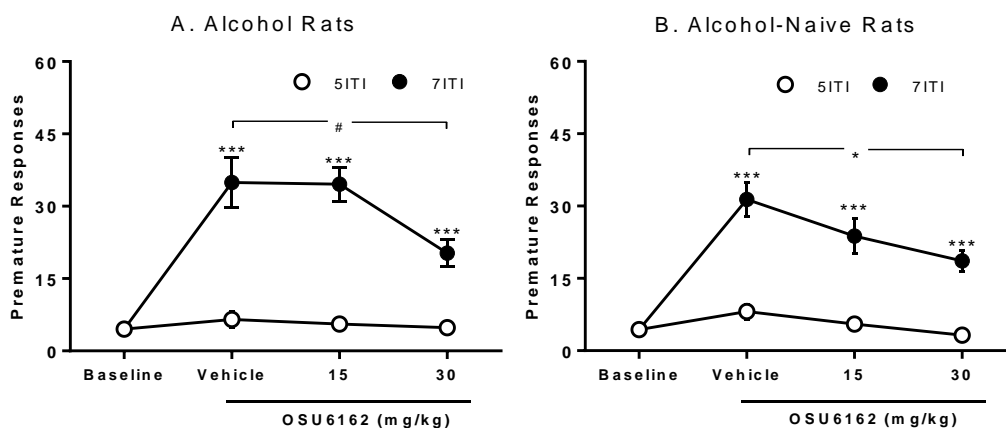 A. Alcohol Rats
60
45
30
15
0
Premature Responses
5ITI 7ITI
#
***
***
***
Baseline Vehicle 15 30
OSU6162 (mg/kg)
B. Alcohol-Naive Rats
60
45
30
15
0
Premature Responses
5ITI 7ITI
*
***
***
***
Baseline Vehicle 15 30
OSU6162 (mg/kg)